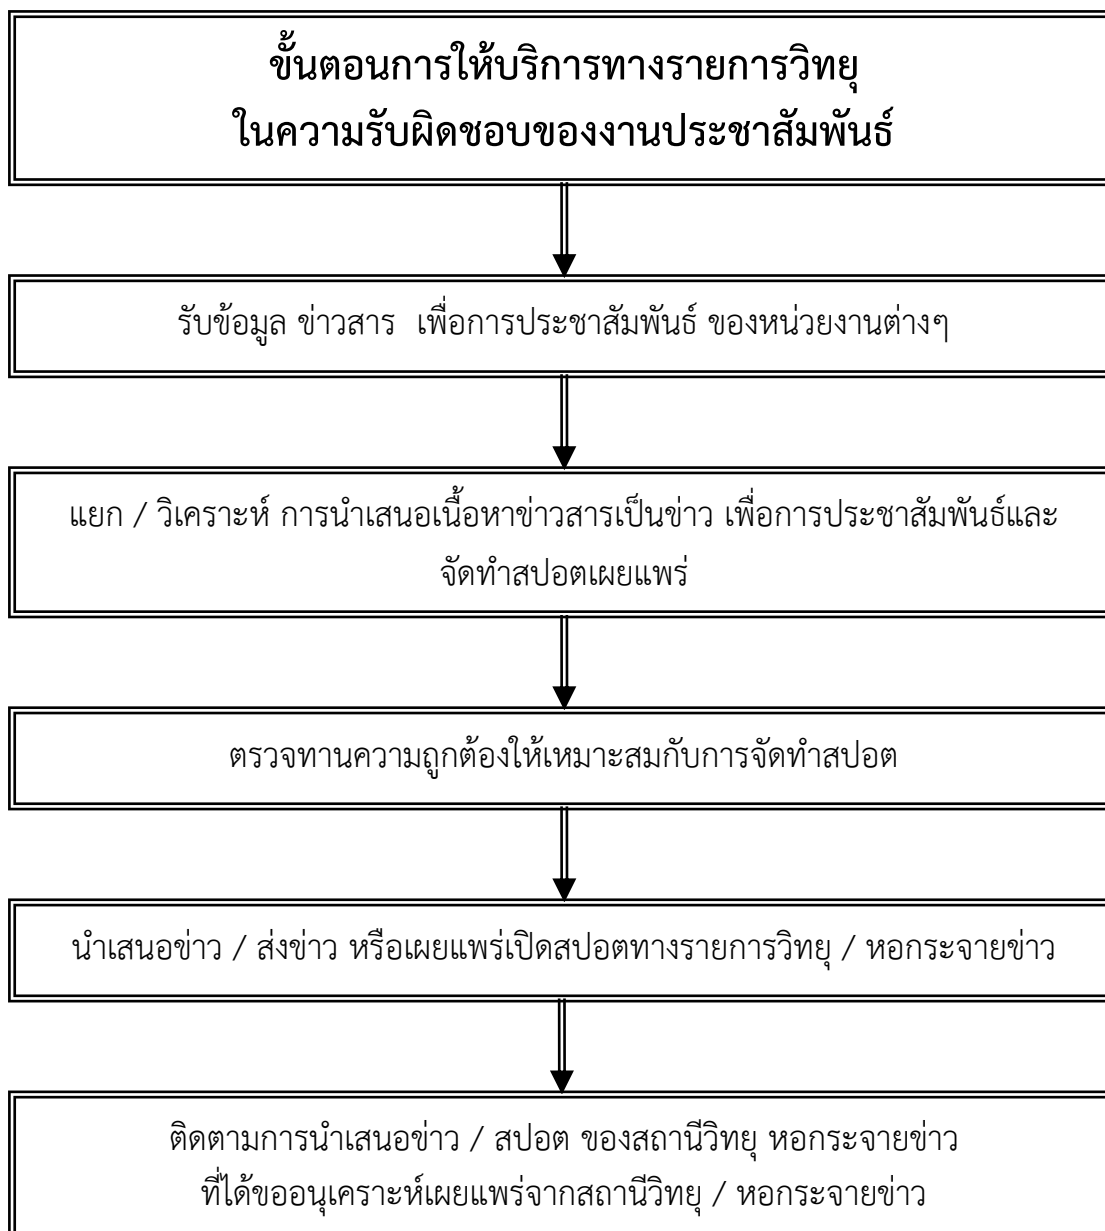 ขั้นตอนการให้บริการทางรายการวิทยุ
ในความรับผิดชอบของงานประชาสัมพันธ์
รับข้อมูล ข่าวสาร เพื่อการประชาสัมพันธ์ ของหน่วยงานต่างๆ
แยก / วิเคราะห์ การนำเสนอเนื้อหาข่าวสารเป็นข่าว เพื่อการประชาสัมพันธ์และ
จัดทำสปอตเผยแพร่
ตรวจทานความถูกต้องให้เหมาะสมกับการจัดทำสปอต
นำเสนอข่าว / ส่งข่าว หรือเผยแพร่เปิดสปอตทางรายการวิทยุ / หอกระจายข่าว
ติดตามการนำเสนอข่าว / สปอต ของสถานีวิทยุ หอกระจายข่าว
ที่ได้ขออนุเคราะห์เผยแพร่จากสถานีวิทยุ / หอกระจายข่าว